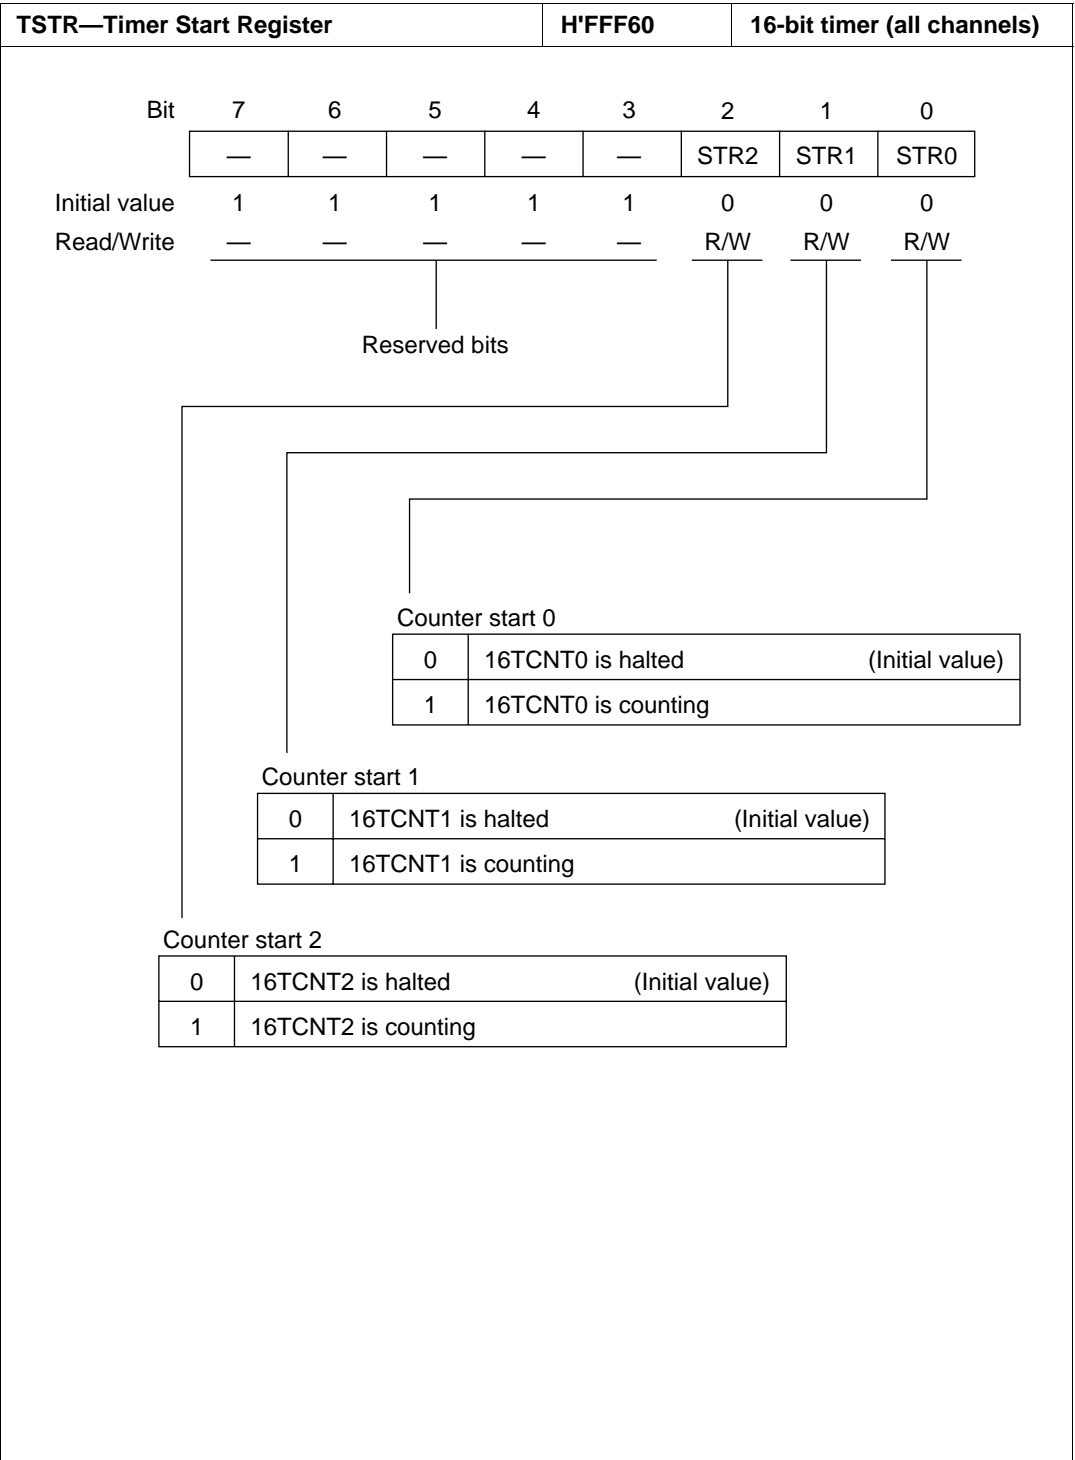 TSTR—Timer Start Register H'FFF60 16-bit timer (all channels)
Bit 7 6 5 4 3 2 1 0
— — — — — STR2 STR1 STR0
Initial value 1 1 1 1 1 0 0 0
Read/Write — — — — — R/W R/W R/W
Reserved bits
Counter start 0
0 16TCNT0 is halted (Initial value)
1 16TCNT0 is counting
Counter start 1
0 16TCNT1 is halted (Initial value)
1 16TCNT1 is counting
Counter start 2
0 16TCNT2 is halted (Initial value)
1 16TCNT2 is counting